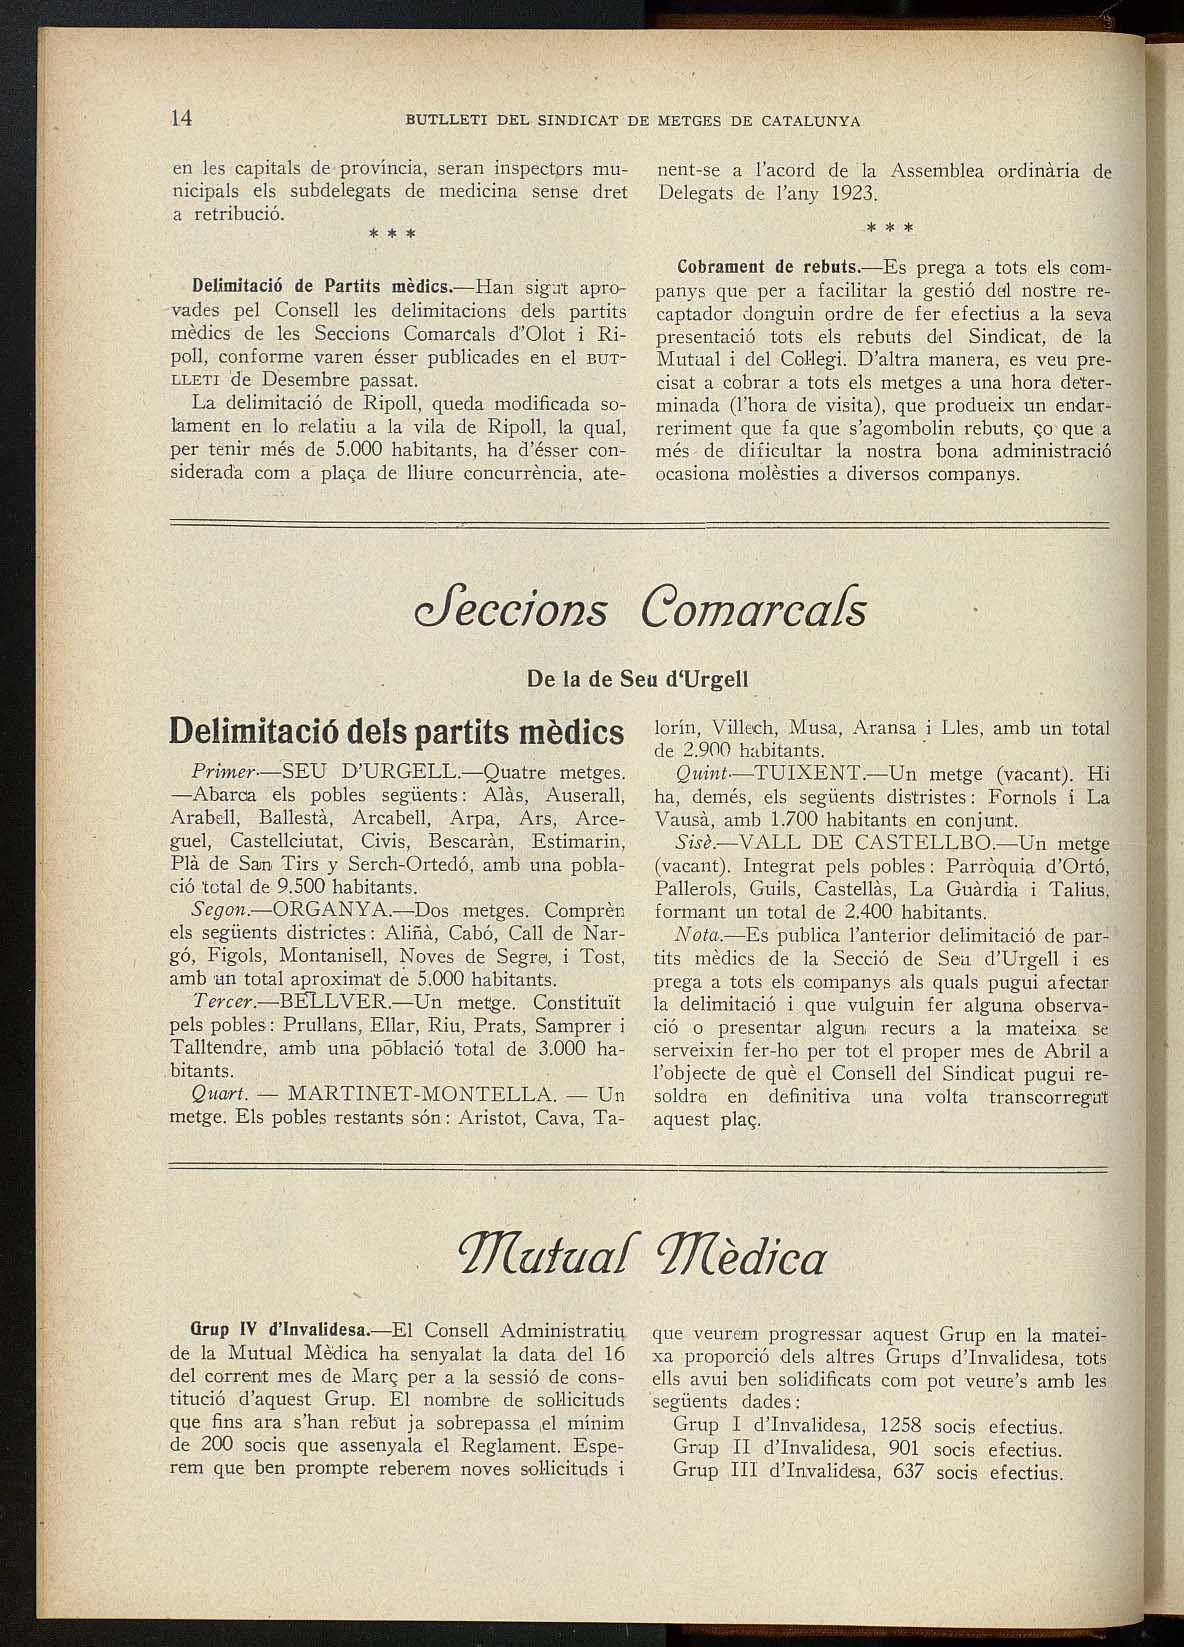 14
BUTLLETI DEL SINDICAT DE METGES DE CATALUNYA
en les capitals de província, seran inspectors mu-
nicipals els subdelegats de medicina sense dret
a retribució.
* * *
Delimitació de Partits mèdics.—Han sigut apro-
vades pel Consell les delimitacions dels partits
mèdics de les Seccions Comarcals d'Olot i Ri-
poll, conforme varen ésser publicades en el BUT-
LLETI de Desembre passat.
La delimitació de Ripoll, queda modificada so-
lament en lo relatiu a la vila de Ripoll, la qual,
per tenir més de 5.000 habitants, ha d'ésser con-
siderada com a plaça de lliure concurrència, ate-
nent-se a l'acord de la Assemblea ordinària de
Delegats de l'any 1923.
* * *
Cobrament de rebuts.—Es prega a tots els com-
panys que per a facilitar la gestió del nostre re-
captador donguin ordre de fer efectius a la seva
presentació tots els rebuts del Sindicat, de la
Mutual i del Col·legi. D'altra manera, es veu pre-
cisat a cobrar a tots els metges a una hora deter-
minada (l'hora de visita), que produeix un endar-
reriment que fa que s'agombolin rebuts, ço que a
més de dificultar la nostra bona administració
ocasiona molèsties a diversos companys.
Seccions Comarcals
De la de Seu d'Urgell
Delimitació dels partits mèdics
Primer.—SEU D'URGELL.—Quatre metges.
—Abarca els pobles següents: Alàs, Auserall,
Arabell, Ballestà, Arcabell, Arpa, Ars, Arce-
guel, Castellciutat, Civis, Bescaràn, Estimarin,
Plà de San Tirs y Serch-Ortedó, amb una pobla-
ció total de 9.500 habitants.
Segon.—ORGANYA.—Dos metges. Comprèn
els següents districtes: Aliñà, Cabó, Call de Nar-
gó, Figols, Montanisell, Noves de Segre, i Tost,
amb un total aproximat de 5.000 habitants.
Tercer.—BELLVER.—Un metge. Constituït
pels pobles: Prullans, Ellar, Riu, Prats, Samprer i
Talltendre, amb una població total de 3.000 ha-
bitants.
Quart. — MARTINET-MONTELLA. — Un
metge. Els pobles restants són: Aristot, Cava, Ta-
lorín, Villech, Musa, Aransa i Lles, amb un total
de 2.900 habitants.
Quint.—TUIXENT.—Un metge (vacant). Hi
ha, demés, els següents distristes: Fornols i La
Vausà, amb 1.700 habitants en conjunt.
Sisè.—VALL DE CASTELLBO.—Un metge
(vacant). Integrat pels pobles: Parròquia d'Ortó,
Pallerols, Guils, Castellàs, La Guàrdia i Talius,
formant un total de 2.400 habitants.
Nota.—Es publica l'anterior delimitació de par-
tits mèdics de la Secció de Seu d'Urgell i es
prega a tots els companys als quals pugui afectar
la delimitació i que vulguin fer alguna observa-
ció o presentar algun recurs a la mateixa se
serveixin fer-ho per tot el proper mes de Abril a
l'objecte de què el Consell del Sindicat pugui re-
soldre en definitiva una volta transcorregut
aquest plaç.
Mutual Mèdica
Grup IV d'Invalidesa.—El Consell Administratiu
de la Mutual Mèdica ha senyalat la data del 16
del corrent mes de Març per a la sessió de cons-
titució d'aquest Grup. El nombre de sol·licituds
que fins ara s'han rebut ja sobrepassa el mínim
de 200 socis que assenyala el Reglament. Espe-
rem que ben prompte reberem noves sol·licituds i
que veurem progressar aquest Grup en la matei-
xa proporció dels altres Grups d'Invalidesa, tots
ells avui ben solidificats com pot veure's amb les
següents dades:
Grup I d'Invalidesa, 1258 socis efectius.
Grup II d'Invalidesa, 901 socis efectius.
Grup III d'Invalidesa, 637 socis efectius.